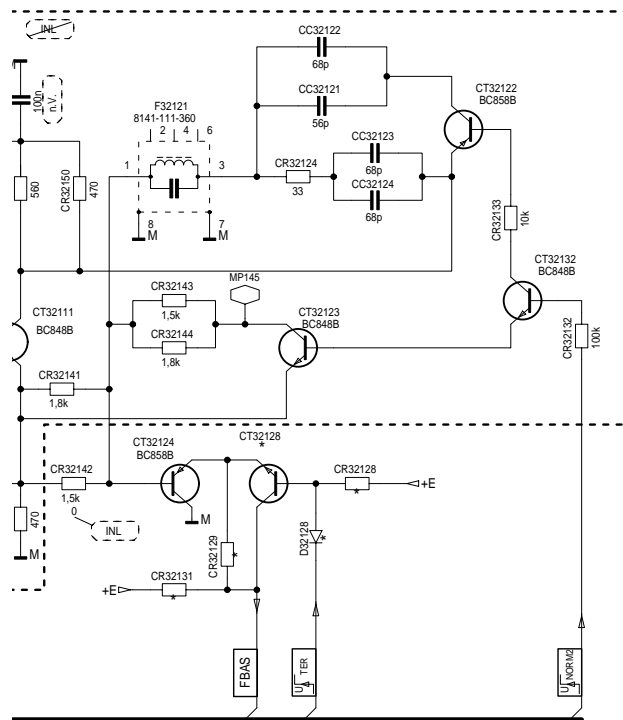 INL
CC32122
68p
CC32121
56p
CT32122
BC858B
100n
n.V.
F32121
8141-111-360
2 4 6
1
3
8 M
7 M
CR32124
33
CC32123
68p
CC32124
68p
560
CR32150
470
CR32133
10k
MP145
CT32132
BC848B
CR32143
1,5k
CR32144
1,8k
CT32123
BC848B
CT32111
BC848B
CR32132
100k
CR32141
1,8k
CT32124
BC858B
CT32128
*
CR32142
1,5k
0
INL
470
M
M
CR32128
*
+E
CR32129
*
D32128
*
CR32131
*
+E
FBAS
U TER
U NORM2